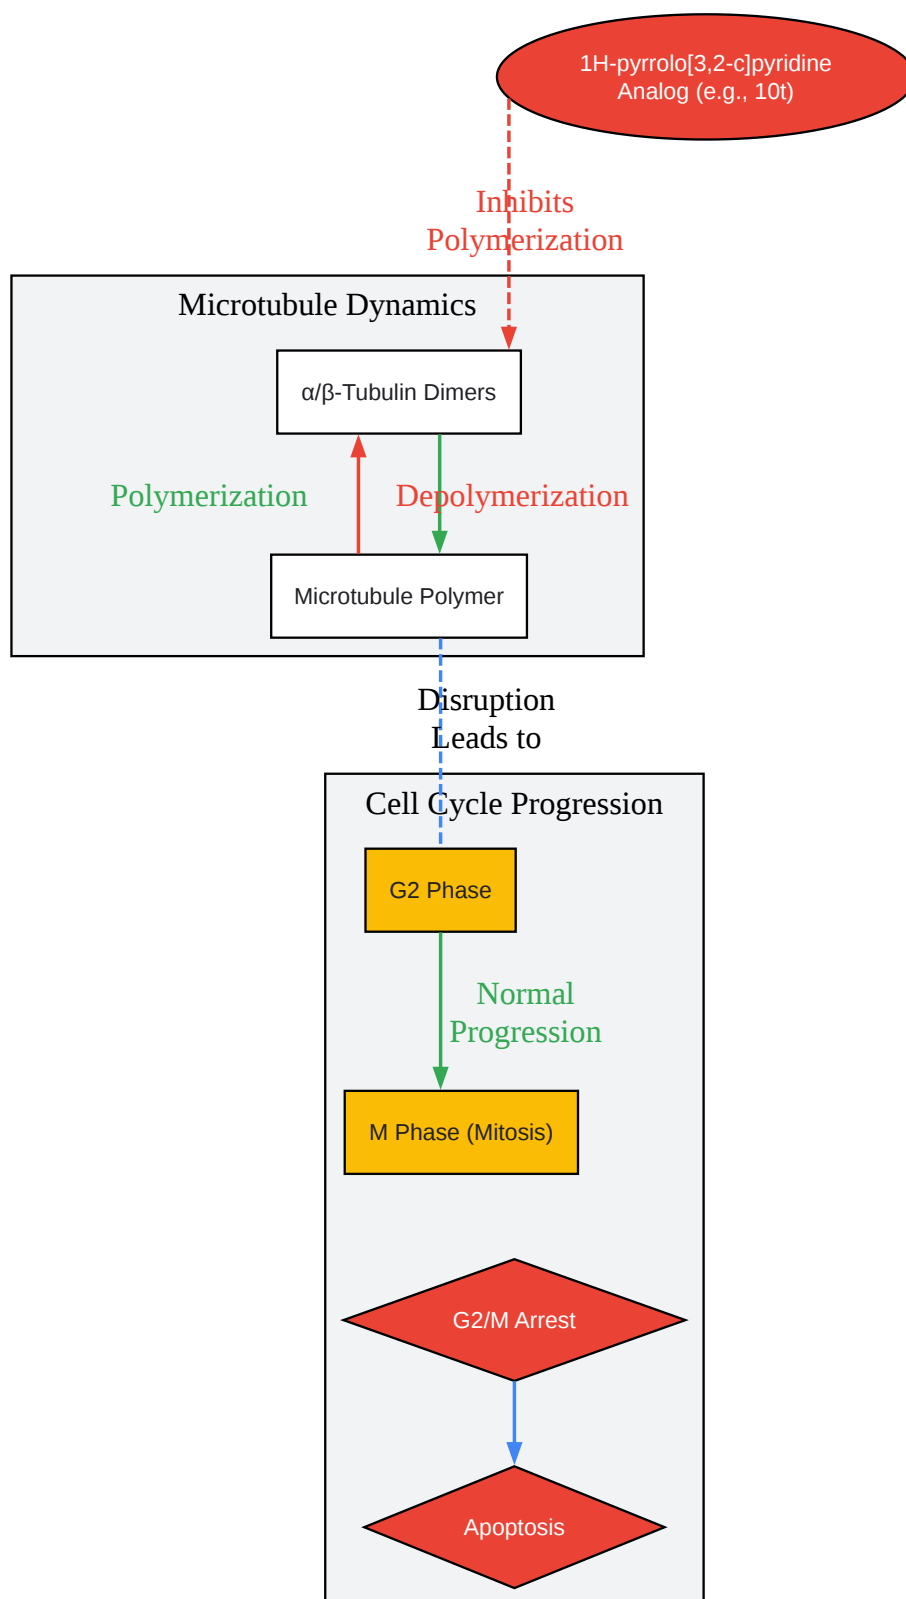 1H-pyrrolo[3,2-c]pyridine
Analog (e.g., 10t)
Inhibits
Polymerization
Microtubule Dynamics
α/β-Tubulin Dimers
Polymerization
Depolymerization
Microtubule Polymer
Disruption
Leads to
Cell Cycle Progression
G2 Phase
Normal
Progression
M Phase (Mitosis)
G2/M Arrest
Apoptosis